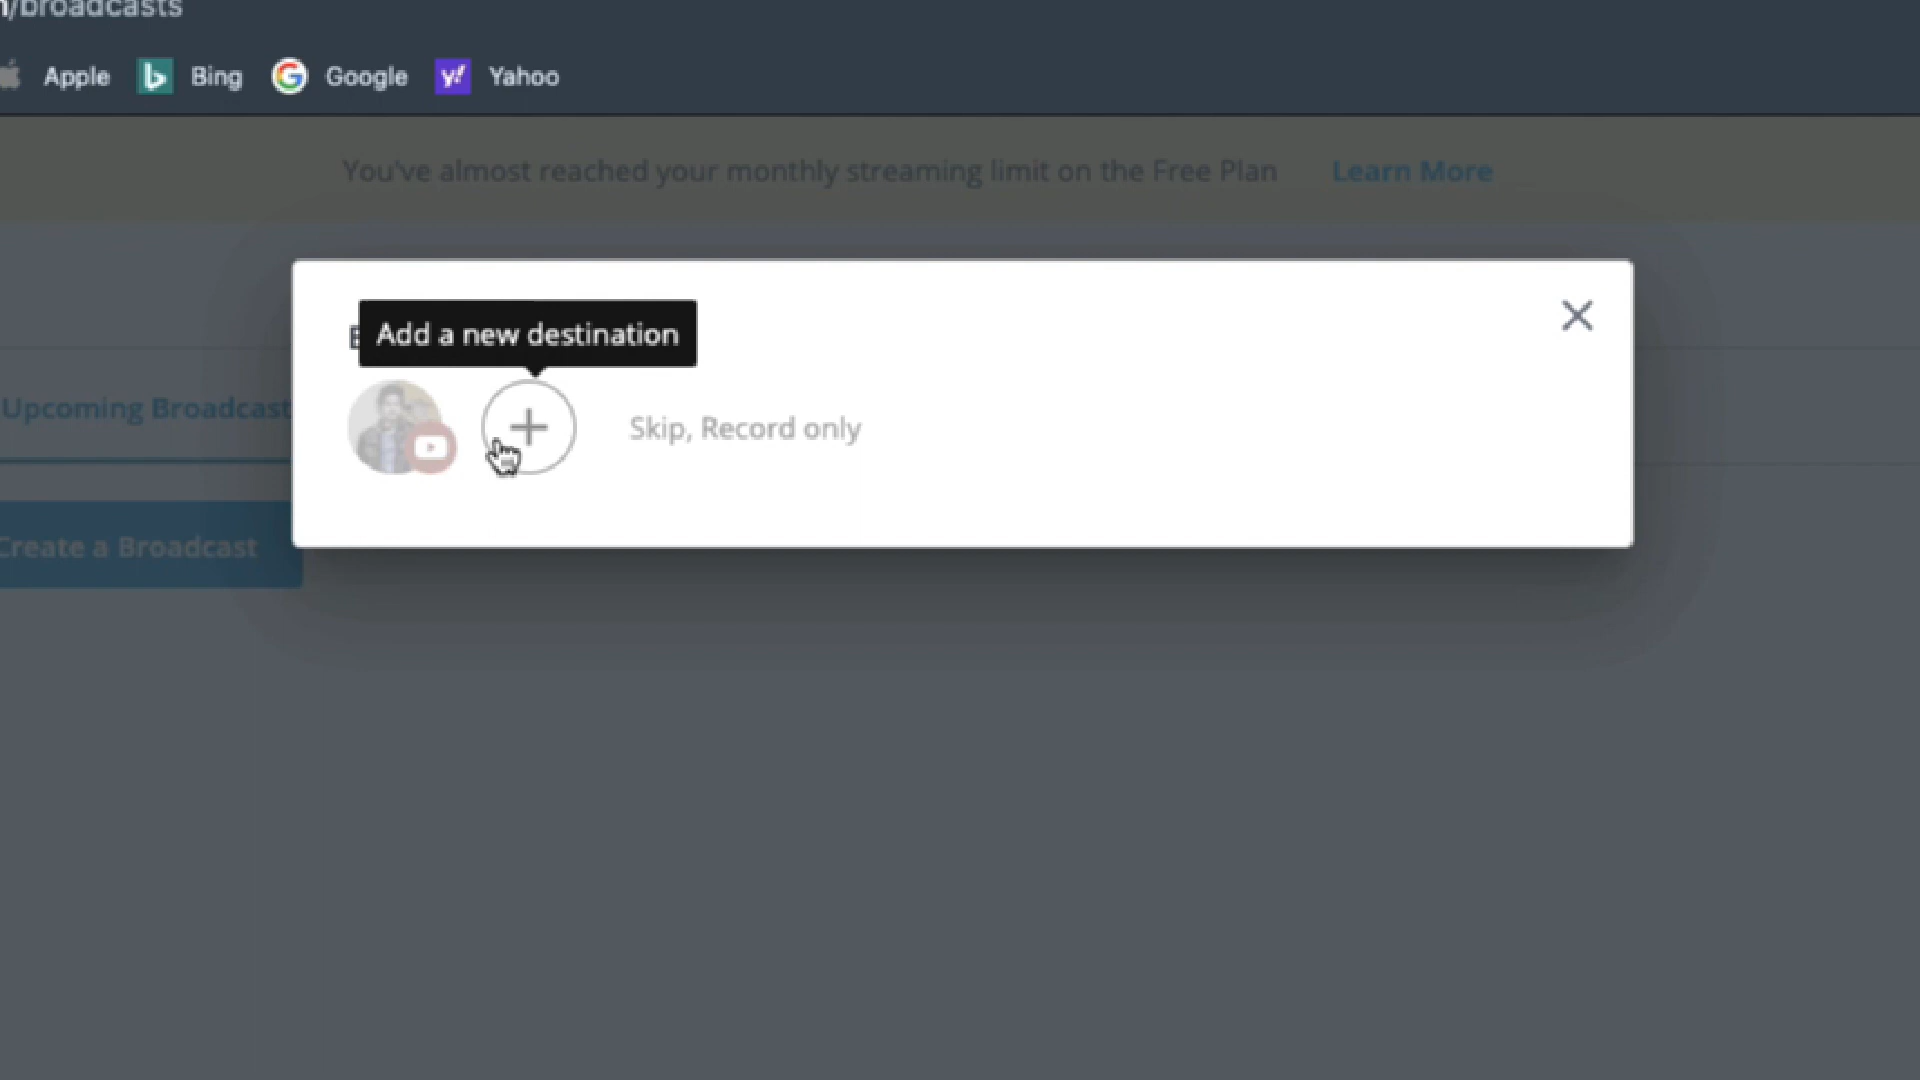 /broadcasts
Apple Bing Google Yahoo
You've almost reached your monthly streaming limit on the Free Plan Learn More
Add a new destination
Upcoming Broadcast
Skip, Record only
Create a Broadcast